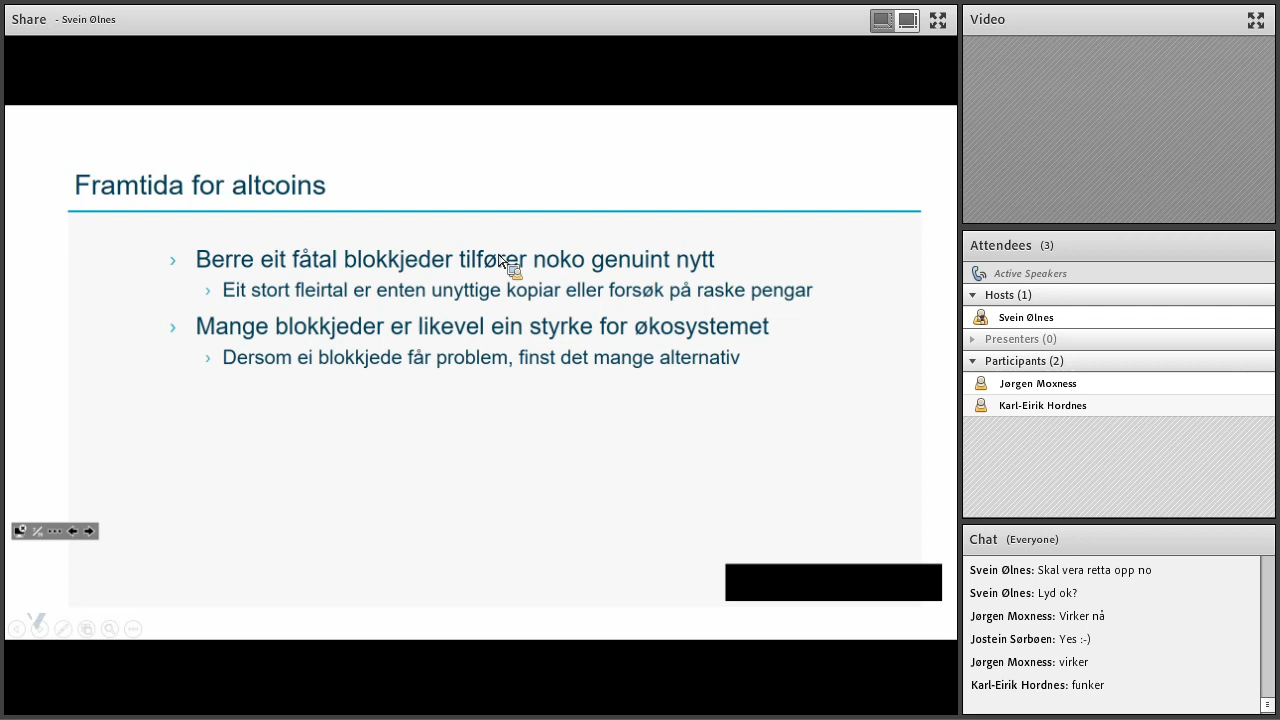 Share - Svein Ølnes
Framtida for altcoins
› Berre eit fåtal blokkjeder tilfører noko genuint nytt
› Eit stort fleirtal er enten unyttige kopiar eller forsøk på raske pengar
› Mange blokkjeder er likevel ein styrke for økosystemet
› Dersom ei blokkjede får problem, finst det mange alternativ
Video
Attendees (3)
Active Speakers
Hosts (1)
Svein Ølnes
Presenters (0)
Participants (2)
Jørgen Moxness
Karl-Eirik Hordnes
Chat (Everyone)
Svein Ølnes: Skal vera retta opp no
Svein Ølnes: Lyd ok?
Jørgen Moxness: Virker nå
Jostein Sørbøen: Yes :-)
Jørgen Moxness: virker
Karl-Eirik Hordnes: funker